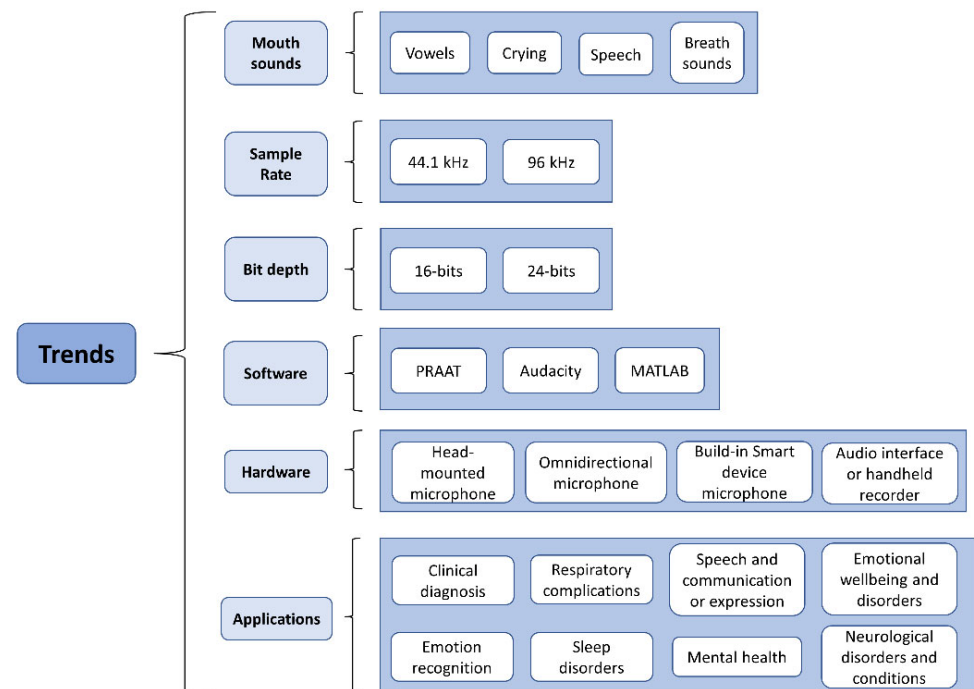 Trends
Mouth
sounds
Vowels
Crying
Speech
Breath
sounds
Sample
Rate
44.1 kHz
96 kHz
Bit depth
16-bits
24-bits
Software
PRAAT
Audacity
MATLAB
Hardware
Head-
mounted
microphone
Omnidirectional
microphone
Build-in Smart
device
microphone
Audio interface
or handheld
recorder
Applications
Clinical
diagnosis
Respiratory
complications
Speech and
communication
or expression
Emotional
wellbeing and
disorders
Emotion
recognition
Sleep
disorders
Mental health
Neurological
disorders and
conditions